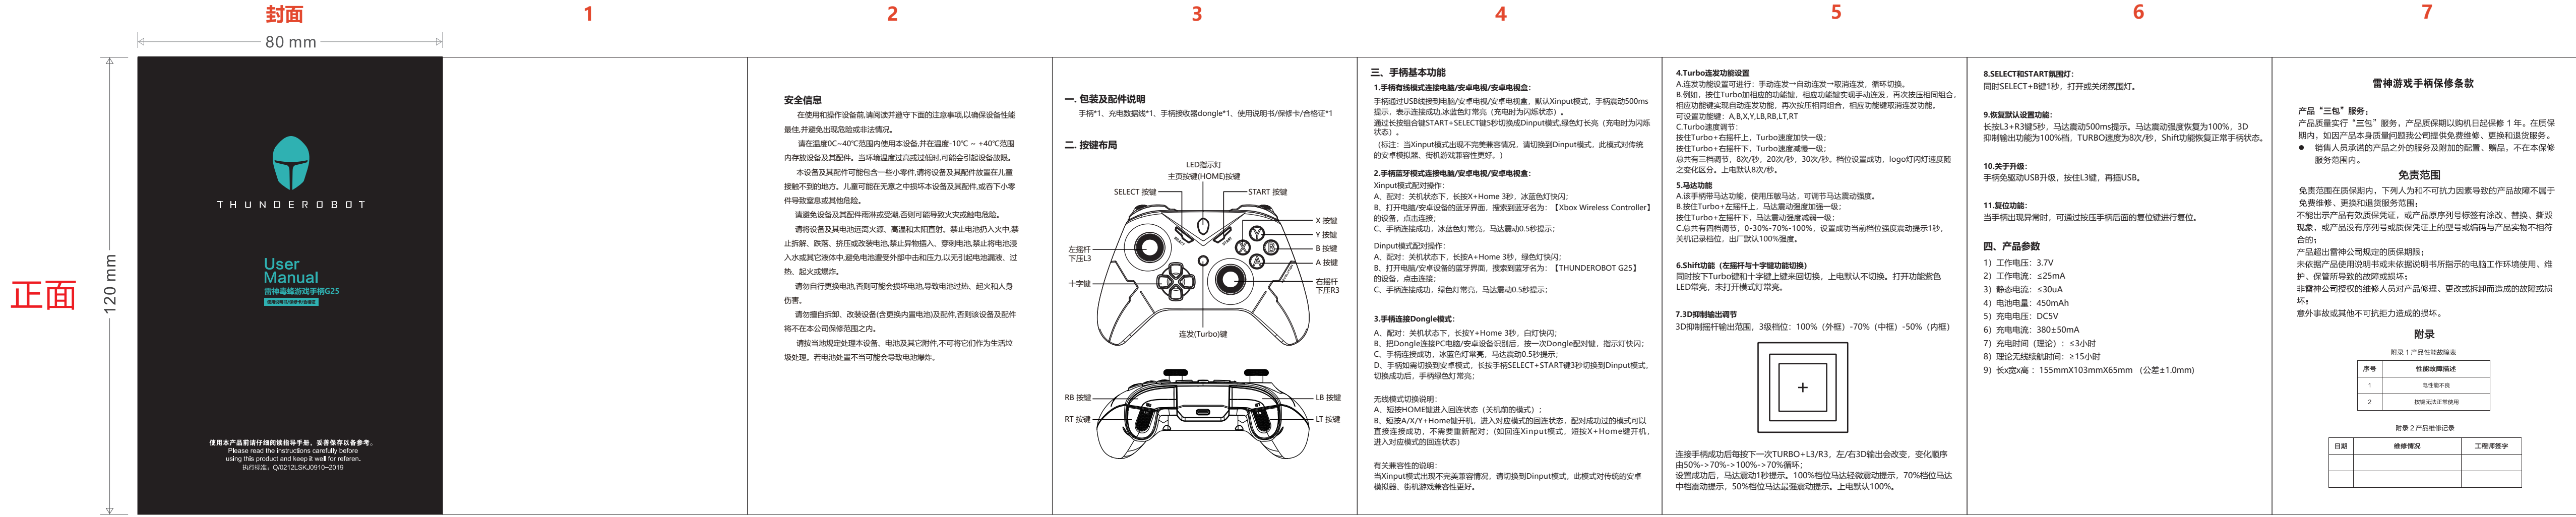 封面
1
2
3
4
5
6
7
80 mm
120 mm
正面
THUNDEROBOT
User
Manual
雷神毒蜂游戏手柄G25
使用说明书/保修卡/合格证
使用本产品前请仔细阅读指导手册，妥善保存以备参考。
Please read the instructions carefully before
using this product and keep it well for referen。
执行标准：Q/0212LSKJ0910-2019
安全信息
在使用和操作设备前,请阅读并遵守下面的注意事项,以确保设备性能
最佳,并避免出现危险或非法情况。
请在温度0C~40℃范围内使用本设备,并在温度-10℃ ~ +40℃范围
内存放设备及其配件。当环境温度过高或过低时,可能会引起设备故限。
本设备及其配件可能包含一些小零件,请将设备及其配件放置在儿童
接触不到的地方。儿童可能在无意之中损坏本设备及其配件,或吞下小零
件导致窒息或其他危险。
请避免设备及其配件雨淋或受潮,否则可能导致火灾或触电危险。
请将设备及其电池远离火源、高温和太阳直射。禁止电池扔入火中,禁
止拆解、跌落、挤压或改装电池,禁止异物插入、穿刺电池,禁止将电池浸
入水或其它液体中,避免电池遭受外部中击和压力,以无引起电池漏液、过
热、起火或爆炸。
请勿自行更换电池,否则可能会损坏电池,导致电池过热、起火和人身
伤害。
请勿擅自拆卸、改装设备(含更换内置电池)及配件,否则该设备及配件
将不在本公司保修范围之内。
请按当地规定处理本设备、电池及其它附件,不可将它们作为生活垃
圾处理。若电池处置不当可能会导致电池爆炸。
一. 包装及配件说明
手柄*1、充电数据线*1、手柄接收器dongle*1、使用说明书/保修卡/合格证*1
二. 按键布局
LED指示灯
主页按键(HOME)按键
SELECT 按键
START 按键
X 按键
Y 按键
B 按键
A 按键
左摇杆
下压L3
十字键
右摇杆
下压R3
SELECT
START
X
Y
B
A
连发(Turbo)键
RB 按键
LB 按键
RT 按键
LT 按键
三、手柄基本功能
1.手柄有线模式连接电脑/安卓电视/安卓电视盒：
手柄通过USB线接到电脑/安卓电视/安卓电视盒，默认Xinput模式，手柄震动500ms
提示，表示连接成功,冰蓝色灯常亮（充电时为闪烁状态）。
通过长按组合键START+SELECT键5秒切换成Dinput模式,绿色灯长亮（充电时为闪烁
状态）。
（标注：当Xinput模式出现不完美兼容情况，请切换到Dinput模式，此模式对传统
的安卓模拟器、街机游戏兼容性更好。）
2.手柄蓝牙模式连接电脑/安卓电视/安卓电视盒：
Xinput模式配对操作：
A、配对：关机状态下，长按X+Home 3秒，冰蓝色灯快闪；
B、打开电脑/安卓设备的蓝牙界面，搜索到蓝牙名为：【Xbox Wireless Controller】
的设备，点击连接；
C、手柄连接成功，冰蓝色灯常亮，马达震动0.5秒提示；
Dinput模式配对操作：
A、配对：关机状态下，长按A+Home 3秒，绿色灯快闪；
B、打开电脑/安卓设备的蓝牙界面，搜索到蓝牙名为：【THUNDEROBOT G25】
的设备，点击连接；
C、手柄连接成功，绿色灯常亮，马达震动0.5秒提示；
3.手柄连接Dongle模式：
A、配对：关机状态下，长按Y+Home 3秒，白灯快闪；
B、把Dongle连接PC电脑/安卓设备识别后，按一次Dongle配对键，指示灯快闪；
C、手柄连接成功，冰蓝色灯常亮，马达震动0.5秒提示；
D、手柄如需切换到安卓模式，长按手柄SELECT+START键3秒切换到Dinput模式，
切换成功后，手柄绿色灯常亮；
无线模式切换说明：
A、短按HOME键进入回连状态（关机前的模式）；
B、短按A/X/Y+Home键开机，进入对应模式的回连状态，配对成功过的模式可以
直接连接成功，不需要重新配对；(如回连Xinput模式，短按X+Home键开机，
进入对应模式的回连状态)
有关兼容性的说明：
当Xinput模式出现不完美兼容情况，请切换到Dinput模式，此模式对传统的安卓
模拟器、街机游戏兼容性更好。
4.Turbo连发功能设置
A.连发功能设置可进行：手动连发→自动连发→取消连发，循环切换。
B.例如，按住Turbo加相应的功能键，相应功能键实现手动连发，再次按压相同组合，
相应功能键实现自动连发功能，再次按压相同组合，相应功能键取消连发功能。
可设置功能键：A,B,X,Y,LB,RB,LT,RT
C.Turbo速度调节：
按住Turbo+右摇杆上，Turbo速度加快一级；
按住Turbo+右摇杆下，Turbo速度减慢一级；
总共有三档调节，8次/秒，20次/秒，30次/秒。档位设置成功，logo灯闪灯速度随
之变化区分。上电默认8次/秒。
5.马达功能
A.该手柄带马达功能，使用压敏马达，可调节马达震动强度。
B.按住Turbo+左摇杆上，马达震动强度加强一级；
按住Turbo+左摇杆下，马达震动强度减弱一级；
C.总共有四档调节，0-30%-70%-100%，设置成功当前档位强度震动提示1秒，
关机记录档位，出厂默认100%强度。
6.Shift功能（左摇杆与十字键功能切换）
同时按下Turbo键和十字键上键来回切换，上电默认不切换。打开功能紫色
LED常亮，未打开模式灯常亮。
7.3D抑制输出调节
3D抑制摇杆输出范围，3级档位：100%（外框）-70%（中框）-50%（内框）
连接手柄成功后每按下一次TURBO+L3/R3，左/右3D输出会改变，变化顺序
由50%->70%->100%->70%循环；
设置成功后，马达震动1秒提示。100%档位马达轻微震动提示，70%档位马达
中档震动提示，50%档位马达最强震动提示。上电默认100%。
8.SELECT和START氛围灯：
同时SELECT+B键1秒，打开或关闭氛围灯。
9.恢复默认设置功能：
长按L3+R3键5秒，马达震动500ms提示。马达震动强度恢复为100%，3D
抑制输出功能为100%档，TURBO速度为8次/秒，Shift功能恢复正常手柄状态。
10.关于升级：
手柄免驱动USB升级，按住L3键，再插USB。
11.复位功能：
当手柄出现异常时，可通过按压手柄后面的复位键进行复位。
四、产品参数
1）工作电压：3.7V
2）工作电流：≤25mA
3）静态电流：≤30uA
4）电池电量：450mAh
5）充电电压：DC5V
6）充电电流：380±50mA
7）充电时间（理论）：≤3小时
8）理论无线续航时间：≥15小时
9）长x宽x高 ：155mmX103mmX65mm （公差±1.0mm)
雷神游戏手柄保修条款
产品“三包”服务：
产品质量实行“三包”服务，产品质保期以购机日起保修 1 年。在质保
期内，如因产品本身质量问题我公司提供免费维修、更换和退货服务。
● 销售人员承诺的产品之外的服务及附加的配置、赠品，不在本保修
服务范围内。
免责范围
免责范围在质保期内，下列人为和不可抗力因素导致的产品故障不属于
免费维修、更换和退货服务范围；
不能出示产品有效质保凭证，或产品原序列号标签有涂改、替换、撕毁
现象，或产品没有序列号或质保凭证上的型号或编码与产品实物不相符
合的；
产品超出雷神公司规定的质保期限；
未依据产品使用说明书或未依据说明书所指示的电脑工作环境使用、维
护、保管所导致的故障或损坏；
非雷神公司授权的维修人员对产品修理、更改或拆卸而造成的故障或损
坏；
意外事故或其他不可抗拒力造成的损坏。
附录
附录 1 产品性能故障表
序号 性能故障描述
1 电性能不良
2 按键无法正常使用
附录 2 产品维修记录
日期 维修情况 工程师签字